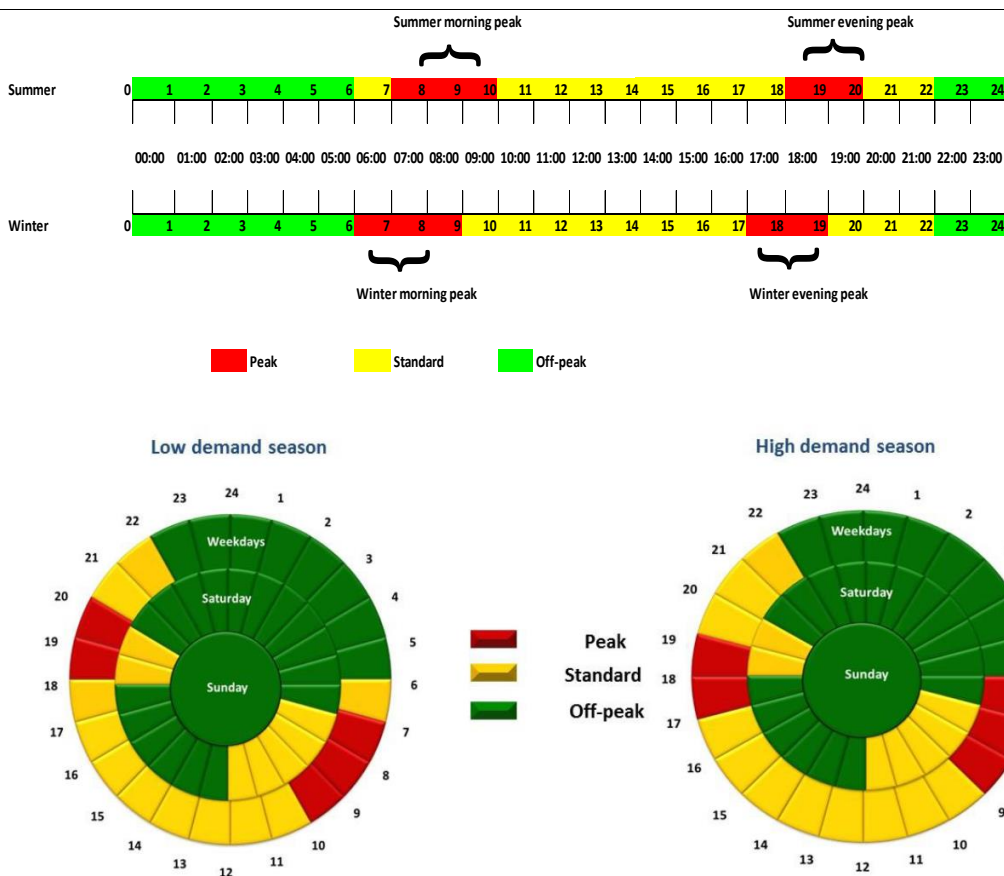 Summer morning peak Summer evening peak
Summer 0 1 2 3 4 5 6 7 8 9 10 11 12 13 14 15 16 17 18 19 20 21 22 23 24
00:00 01:00 02:00 03:00 04:00 05:00 06:00 07:00 08:00 09:00 10:00 11:00 12:00 13:00 14:00 15:00 16:00 17:00 18:00 19:00 20:00 21:00 22:00 23:00
Winter 0 1 2 3 4 5 6 7 8 9 10 11 12 13 14 15 16 17 18 19 20 21 22 23 24
Winter morning peak Winter evening peak
Peak Standard Off-peak
Low demand season
24
1
2
3
4
5
6
7
8
9
10
11
12
13
14
15
16
17
18
19
20
21
22
23
Weekdays
Saturday
Sunday
Peak
Standard
Off-peak
High demand season
24
1
2
9
10
11
12
13
14
15
16
17
18
19
20
21
22
23
Weekdays
Saturday
Sunday